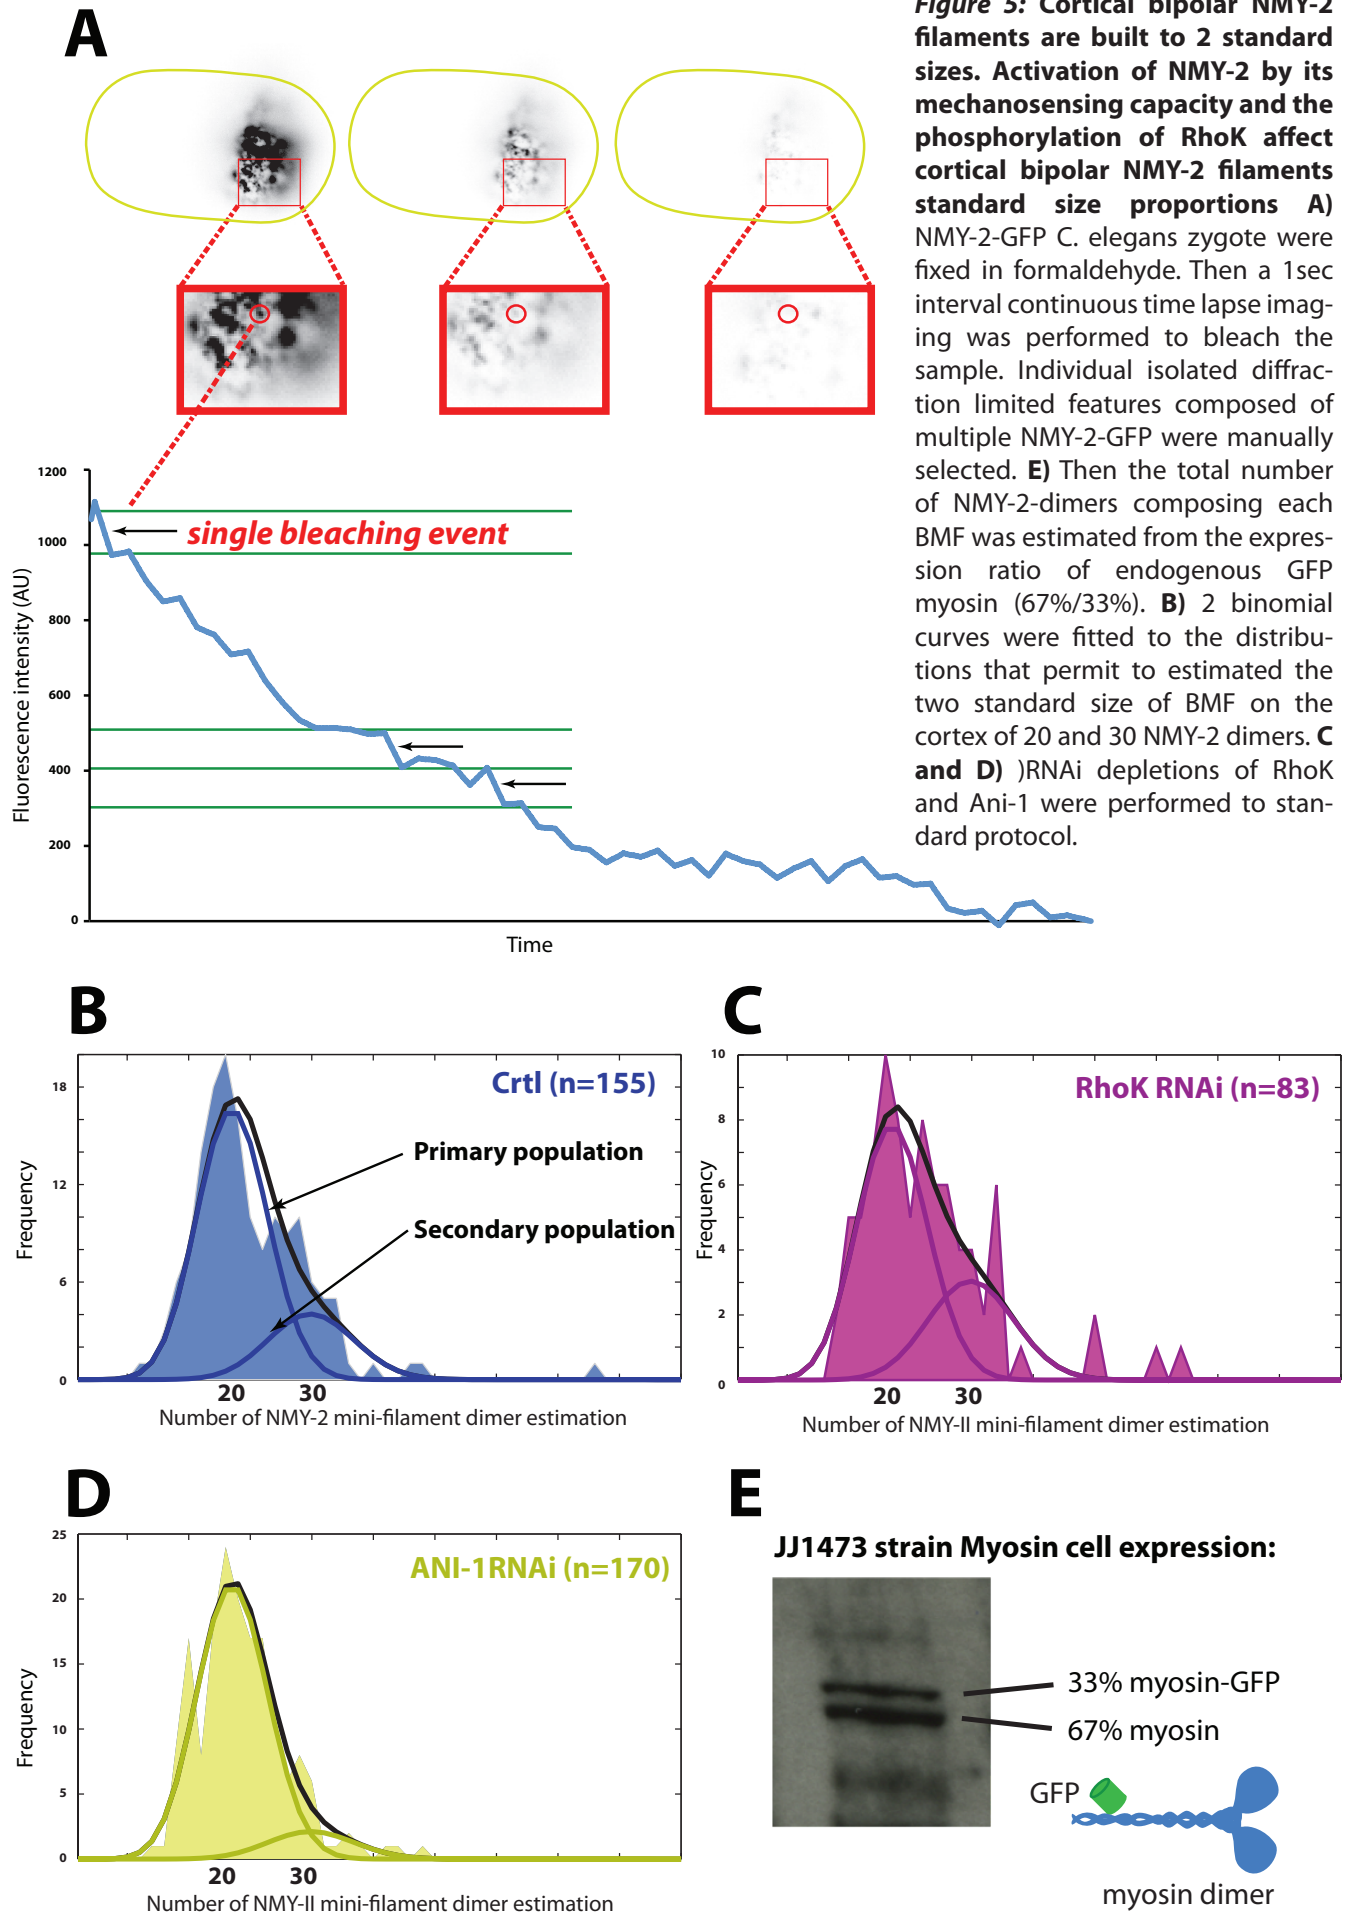 A
Figure 5: Cortical bipolar NMY-2
filaments are built to 2 standard
sizes. Activation of NMY-2 by its
mechanosensing capacity and the
phosphorylation of RhoK affect
cortical bipolar NMY-2 filaments
standard size proportions A)
NMY-2-GFP C. elegans zygote were
fixed in formaldehyde. Then a 1sec
interval continuous time lapse imag-
ing was performed to bleach the
sample. Individual isolated diffrac-
tion limited features composed of
multiple NMY-2-GFP were manually
selected. E) Then the total number
of NMY-2-dimers composing each
BMF was estimated from the expres-
sion ratio of endogenous GFP
myosin (67%/33%). B) 2 binomial
curves were fitted to the distribu-
tions that permit to estimated the
two standard size of BMF on the
cortex of 20 and 30 NMY-2 dimers. C
and D) )RNAi depletions of RhoK
and Ani-1 were performed to stan-
dard protocol.
1200
1000
800
600
400
200
0
Fluorescence intensity (AU)
single bleaching event
Time
B
Crtl (n=155)
Primary population
Secondary population
18
12
6
0
Frequency
20 30
Number of NMY-2 mini-filament dimer estimation
C
RhoK RNAi (n=83)
10
8
6
4
2
0
Frequency
20 30
Number of NMY-II mini-filament dimer estimation
D
ANI-1RNAi (n=170)
25
20
15
10
5
0
Frequency
20 30
Number of NMY-II mini-filament dimer estimation
E
JJ1473 strain Myosin cell expression:
33% myosin-GFP
67% myosin
GFP
myosin dimer